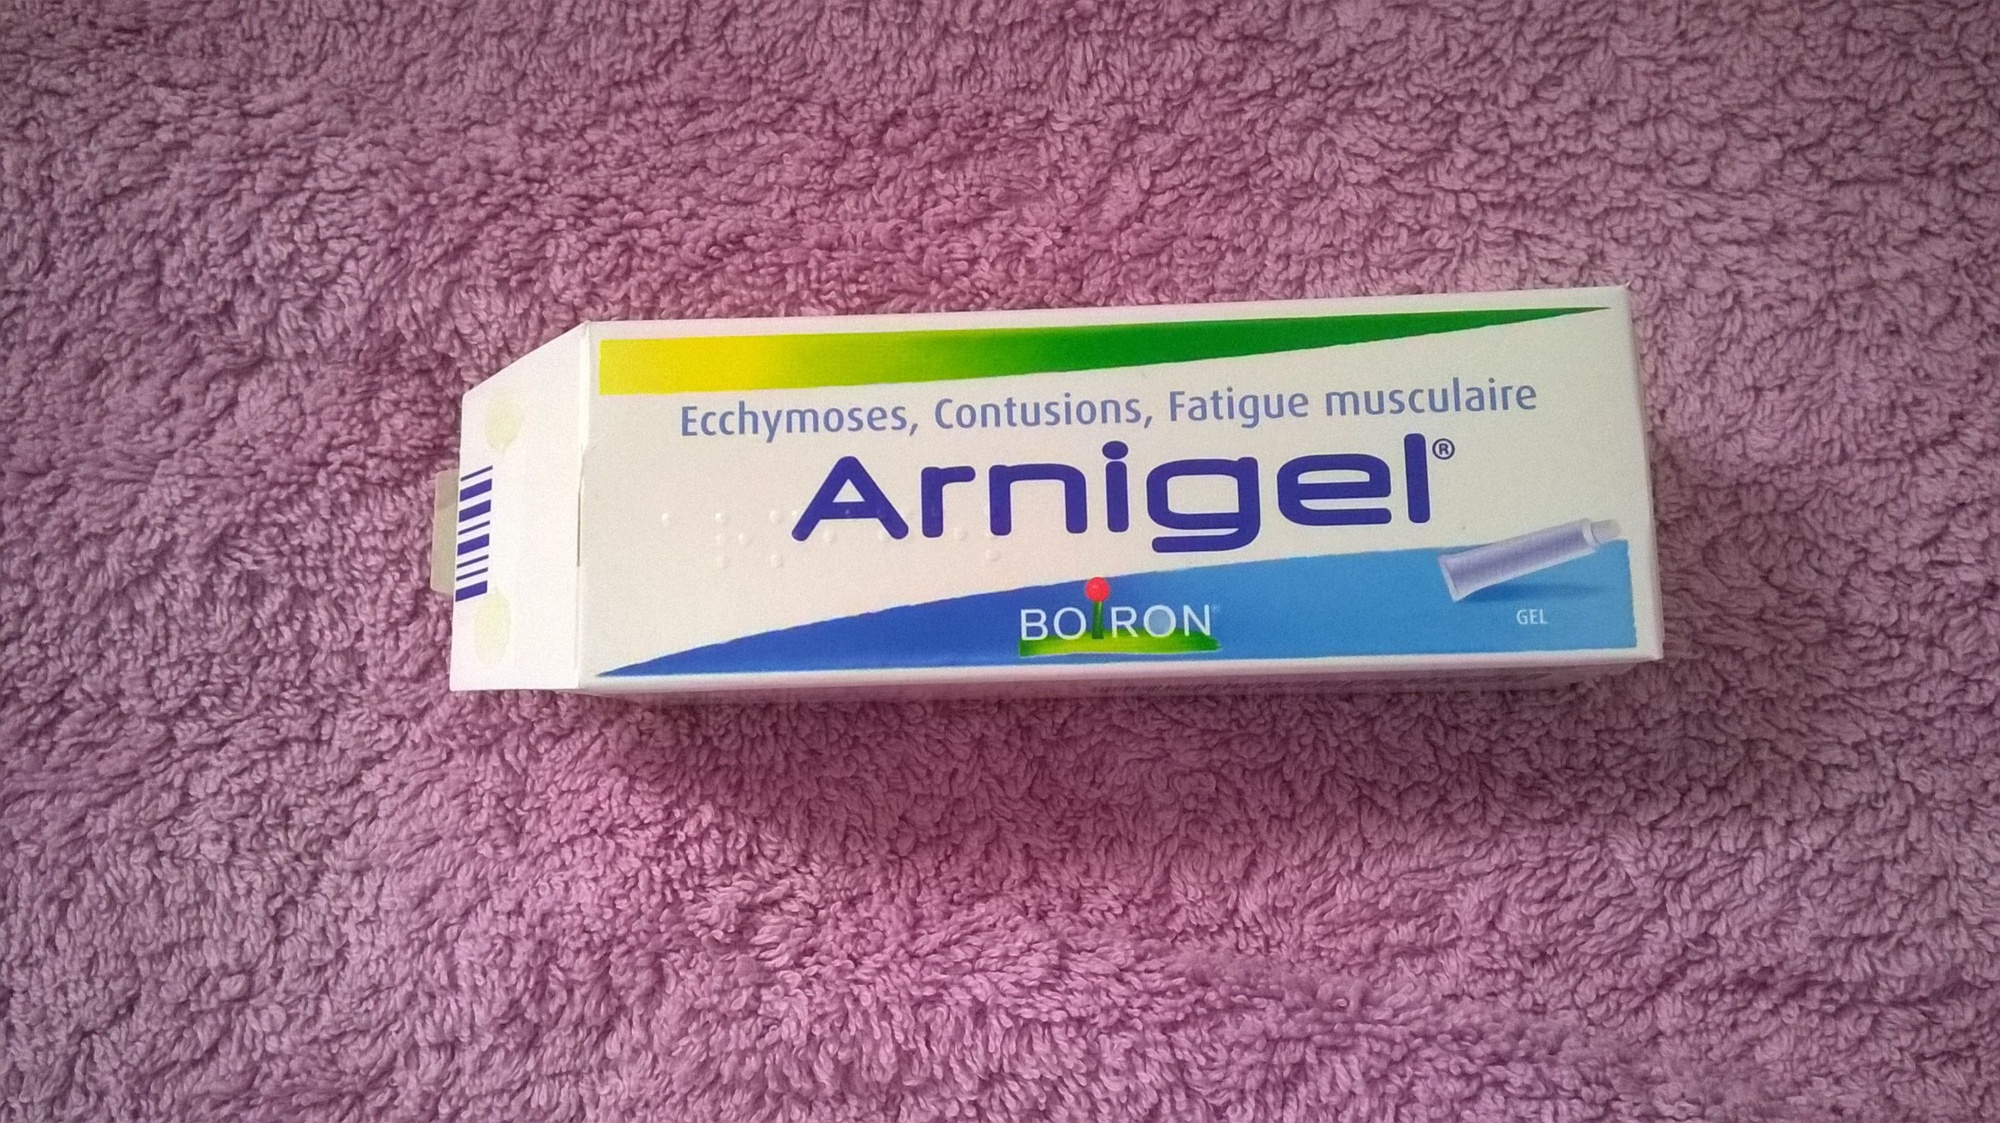 Ecchymoses, Contusions, Fatigue musculaire
Arnigel®
BOIRON
GEL